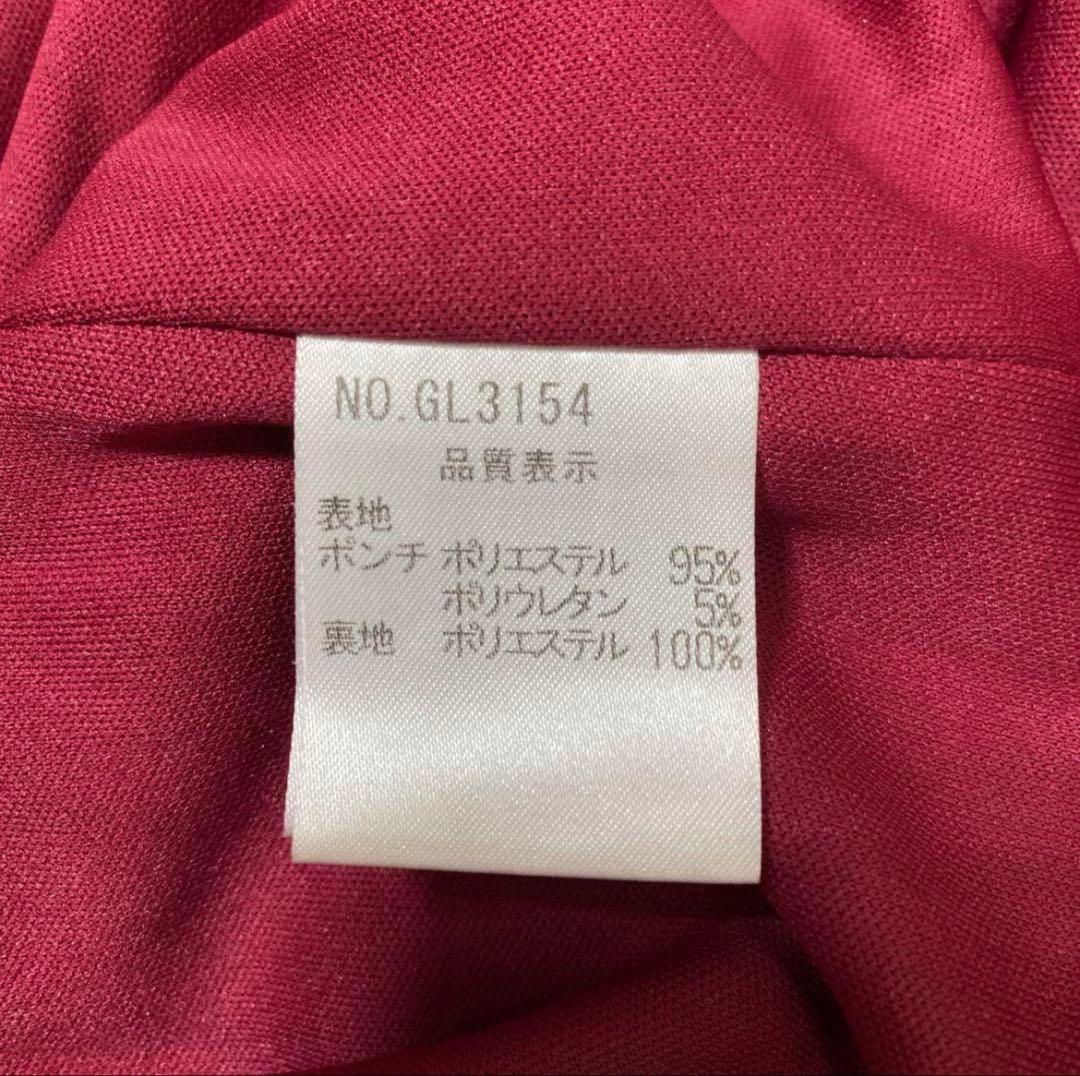 NO.GL3154
品質表示
表地
ポンチ ポリエステル 95%
ポリウレタン 5%
裏地 ポリエステル 100%